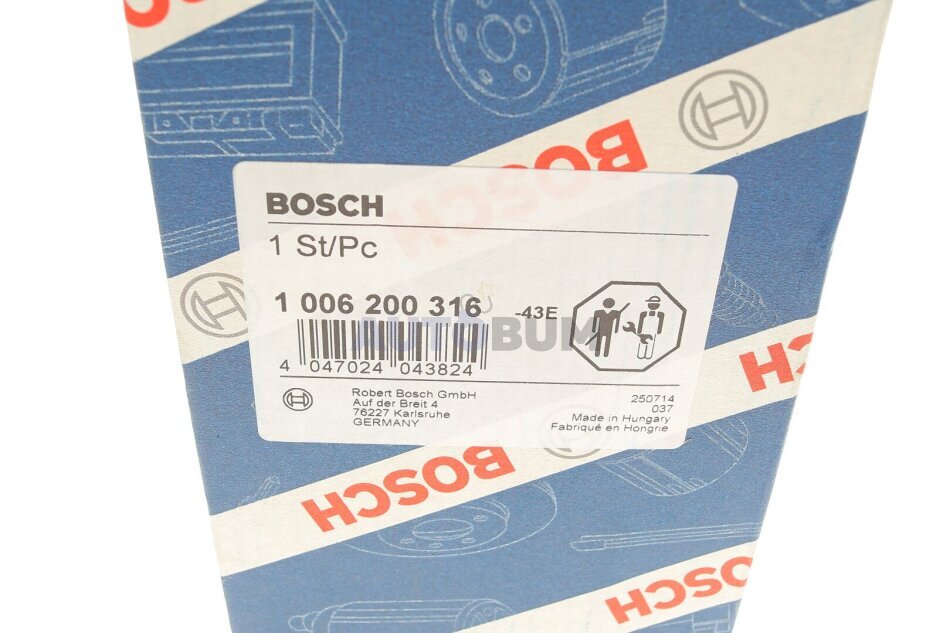 BOSCH
BOSCH
BOSCH
1 St/Pc
1 006 200 316 -43E
AUTOBUM
4 047024 043824
Robert Bosch GmbH
Auf der Breit 4
76227 Karlsruhe
GERMANY
250714
037
Made in Hungary
Fabriqué en Hongrie
BOSCH
BOSCH